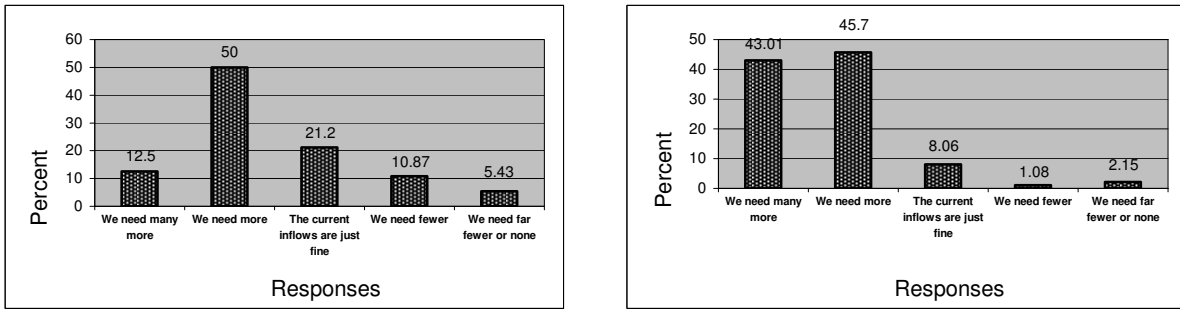 60
50
40
30
20
10
0
Percent
12.5
50
21.2
10.87
5.43
We need many more
We need more
The current inflows are just fine
We need fewer
We need far fewer or none
Responses
50
40
30
20
10
0
Percent
43.01
45.7
8.06
1.08
2.15
We need many more
We need more
The current inflows are just fine
We need fewer
We need far fewer or none
Responses